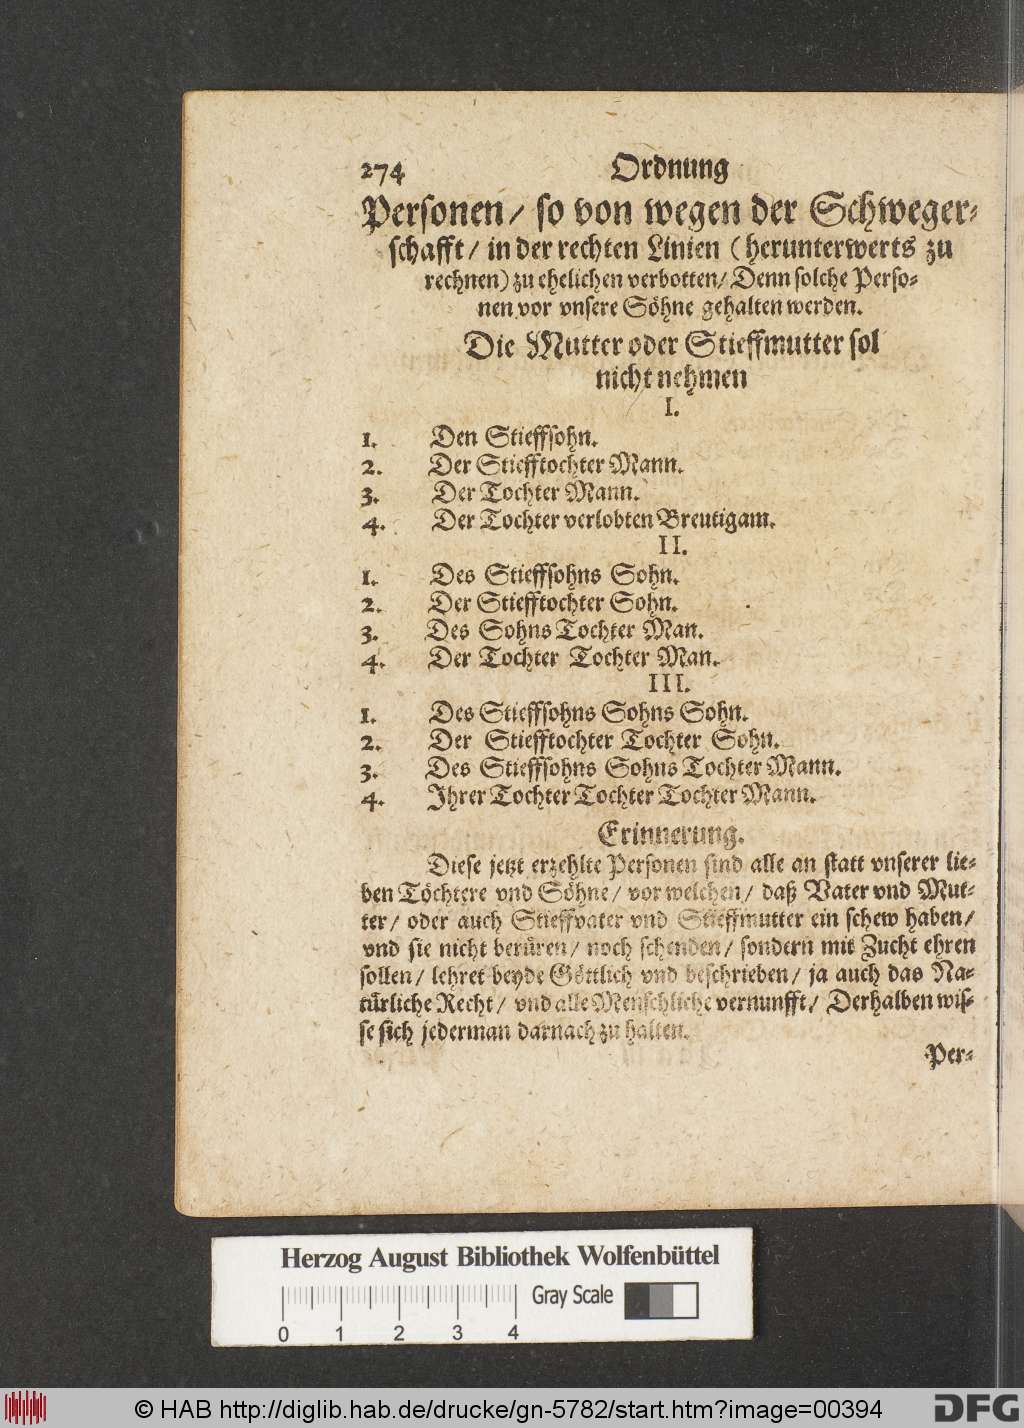 274 Ordnung
Personen / so von wegen der Schweger⸗
schafft / in der rechten Linien (herunterwerts zu
rechnen) zu ehelichen verbotten / Denn solche Perso⸗
nen vor vnsere Söhne gehalten werden.
Die Mutter oder Stieffmutter sol
nicht nehmen
I.
1. Den Stieffsohn.
2. Der Stiefftochter Mann.
3. Der Tochter Mann.
4. Der Tochter verlobten Breutigam.
II.
1. Des Stieffsohns Sohn.
2. Der Stiefftochter Sohn.
3. Des Sohns Tochter Man.
4. Der Tochter Tochter Man.
III.
1. Des Stieffsohns Sohns Sohn.
2. Der Stiefftochter Tochter Sohn.
3. Des Stieffsohns Sohns Tochter Mann.
4. Ihrer Tochter Tochter Tochter Mann.
Erinnerung.
Diese jetzt erzehlte Personen sind alle an statt vnserer lie⸗
ben Töchtere vnd Söhne / vor welchen / daß Vater vnd Mut⸗
ter / oder auch Stieffvater vnd Stieffmutter ein schew haben /
vnd sie nicht berüren / noch schenden / sondern mit Zucht ehren
sollen / lehret beyde Göttlich vnd beschrieben / ja auch das Na⸗
türliche Recht / vnd alle Menschliche vernunfft / Derhalben wis⸗
se sich jederman darnach zu halten.
Per⸗
Herzog August Bibliothek Wolfenbüttel
Gray Scale
0 1 2 3 4
© HAB http://diglib.hab.de/drucke/gn-5782/start.htm?image=00394
DFG